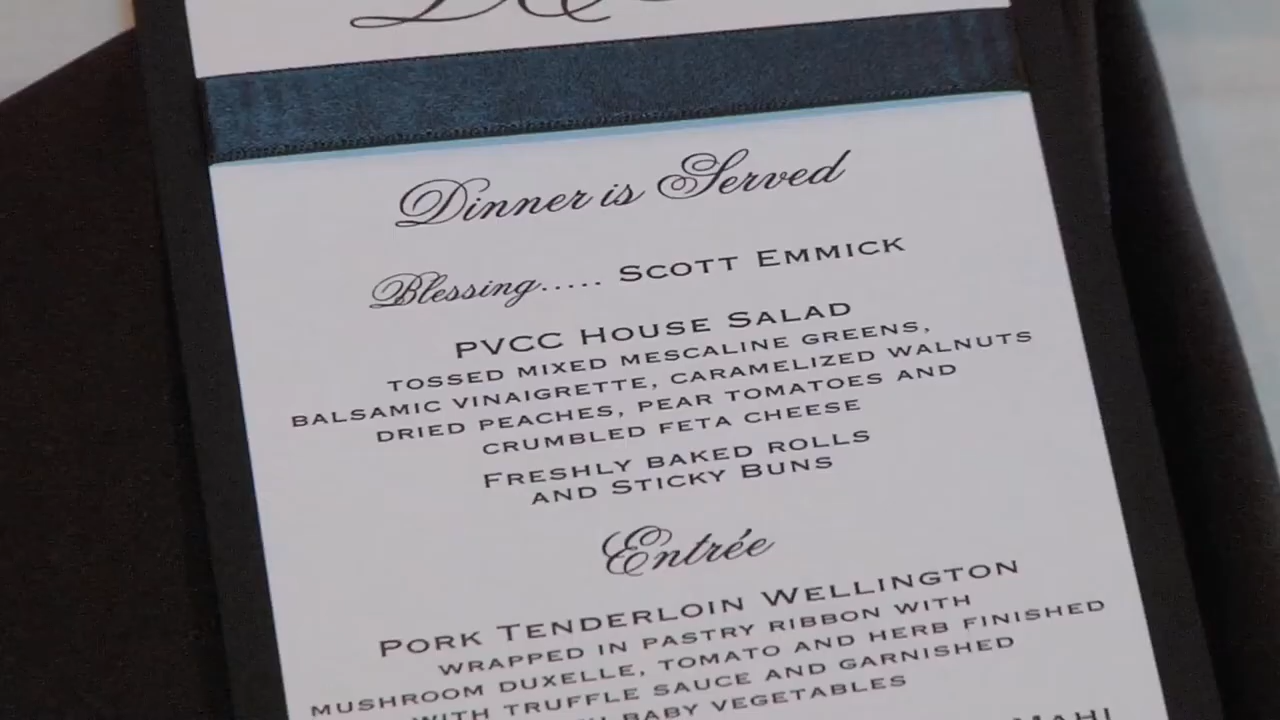 Dinner is Served
Blessing..... Scott Emmick
PVCC House Salad
tossed mixed mescaline greens,
balsamic vinaigrette, caramelized walnuts
dried peaches, pear tomatoes and
crumbled feta cheese
Freshly baked rolls
and Sticky Buns
Entrée
Pork Tenderloin Wellington
wrapped in pastry ribbon with
mushroom duxelle, tomato and herb finished
with truffle sauce and garnished
baby vegetables
Mahi